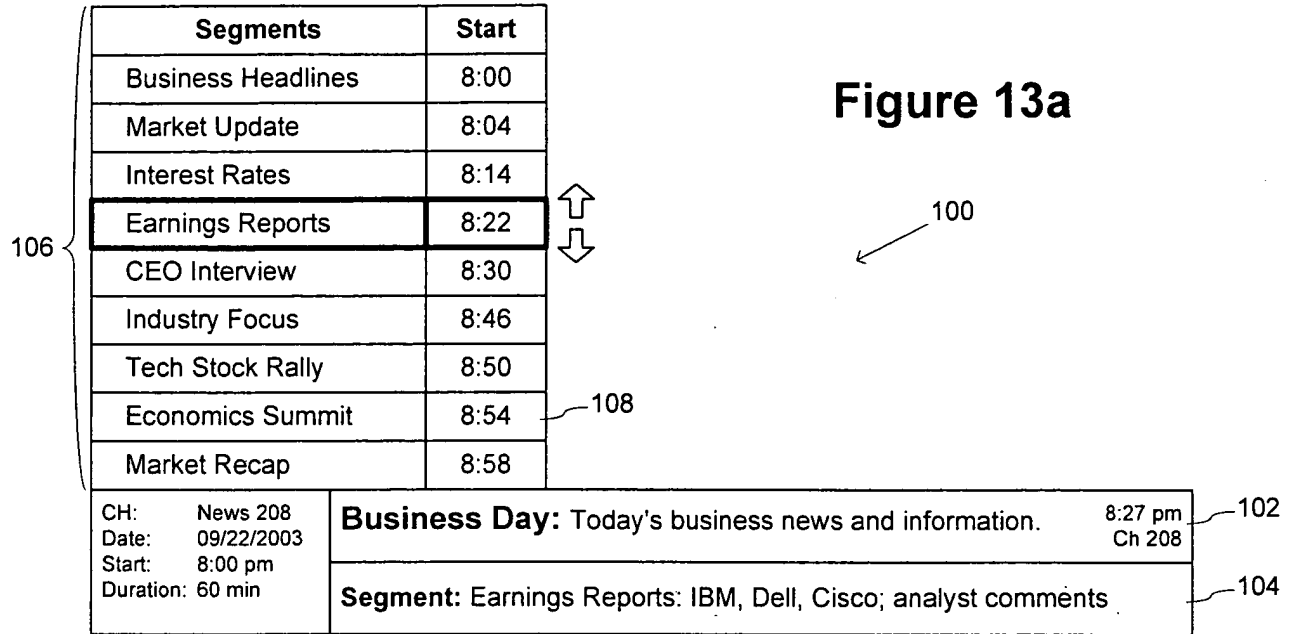 Segments Start
Business Headlines 8:00
Figure 13a
Market Update 8:04
Interest Rates 8:14
Earnings Reports 8:22
100
106
CEO Interview 8:30
Industry Focus 8:46
Tech Stock Rally 8:50
Economics Summit 8:54
108
Market Recap 8:58
CH: News 208
Date: 09/22/2003
Start: 8:00 pm
Duration: 60 min
Business Day: Today's business news and information.
8:27 pm
Ch 208
102
Segment: Earnings Reports: IBM, Dell, Cisco; analyst comments
104